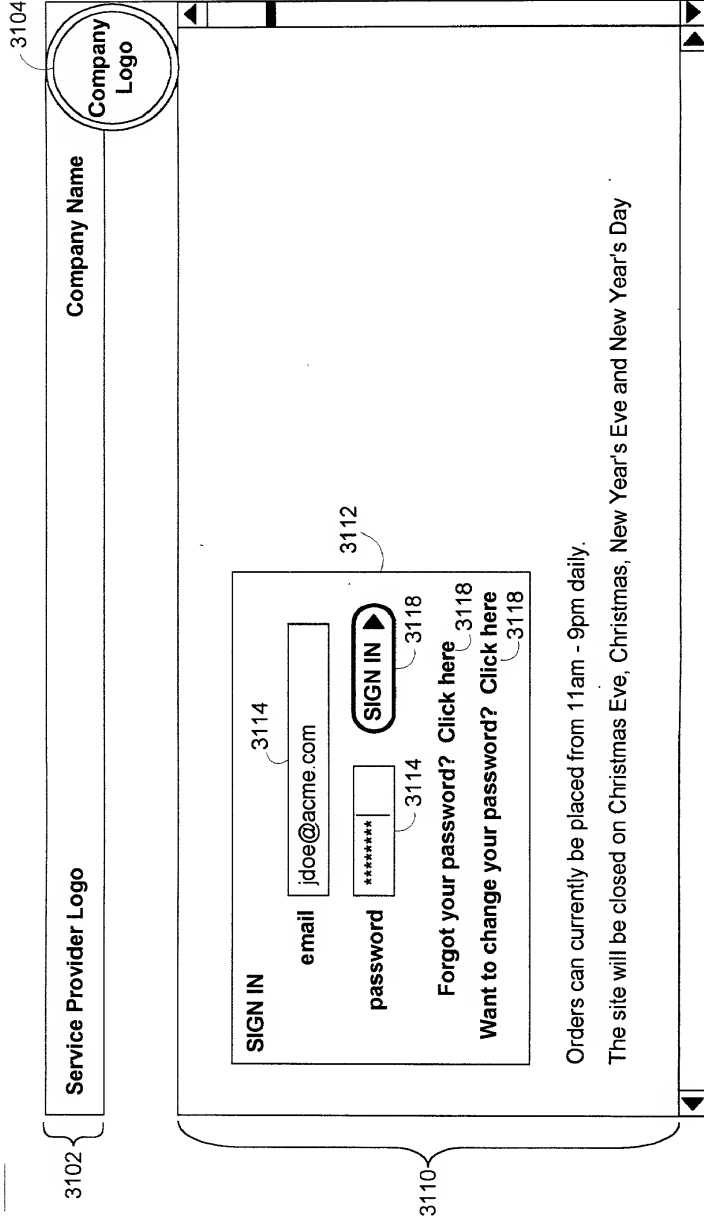 3104
3102
Service Provider Logo
Company Name
Company
Logo
3110
SIGN IN
3112
3114
email
jdoe@acme.com
password
*********
3114
SIGN IN
3118
Forgot your password? Click here
3118
Want to change your password? Click here
3118
Orders can currently be placed from 11am - 9pm daily.
The site will be closed on Christmas Eve, Christmas, New Year's Eve and New Year's Day